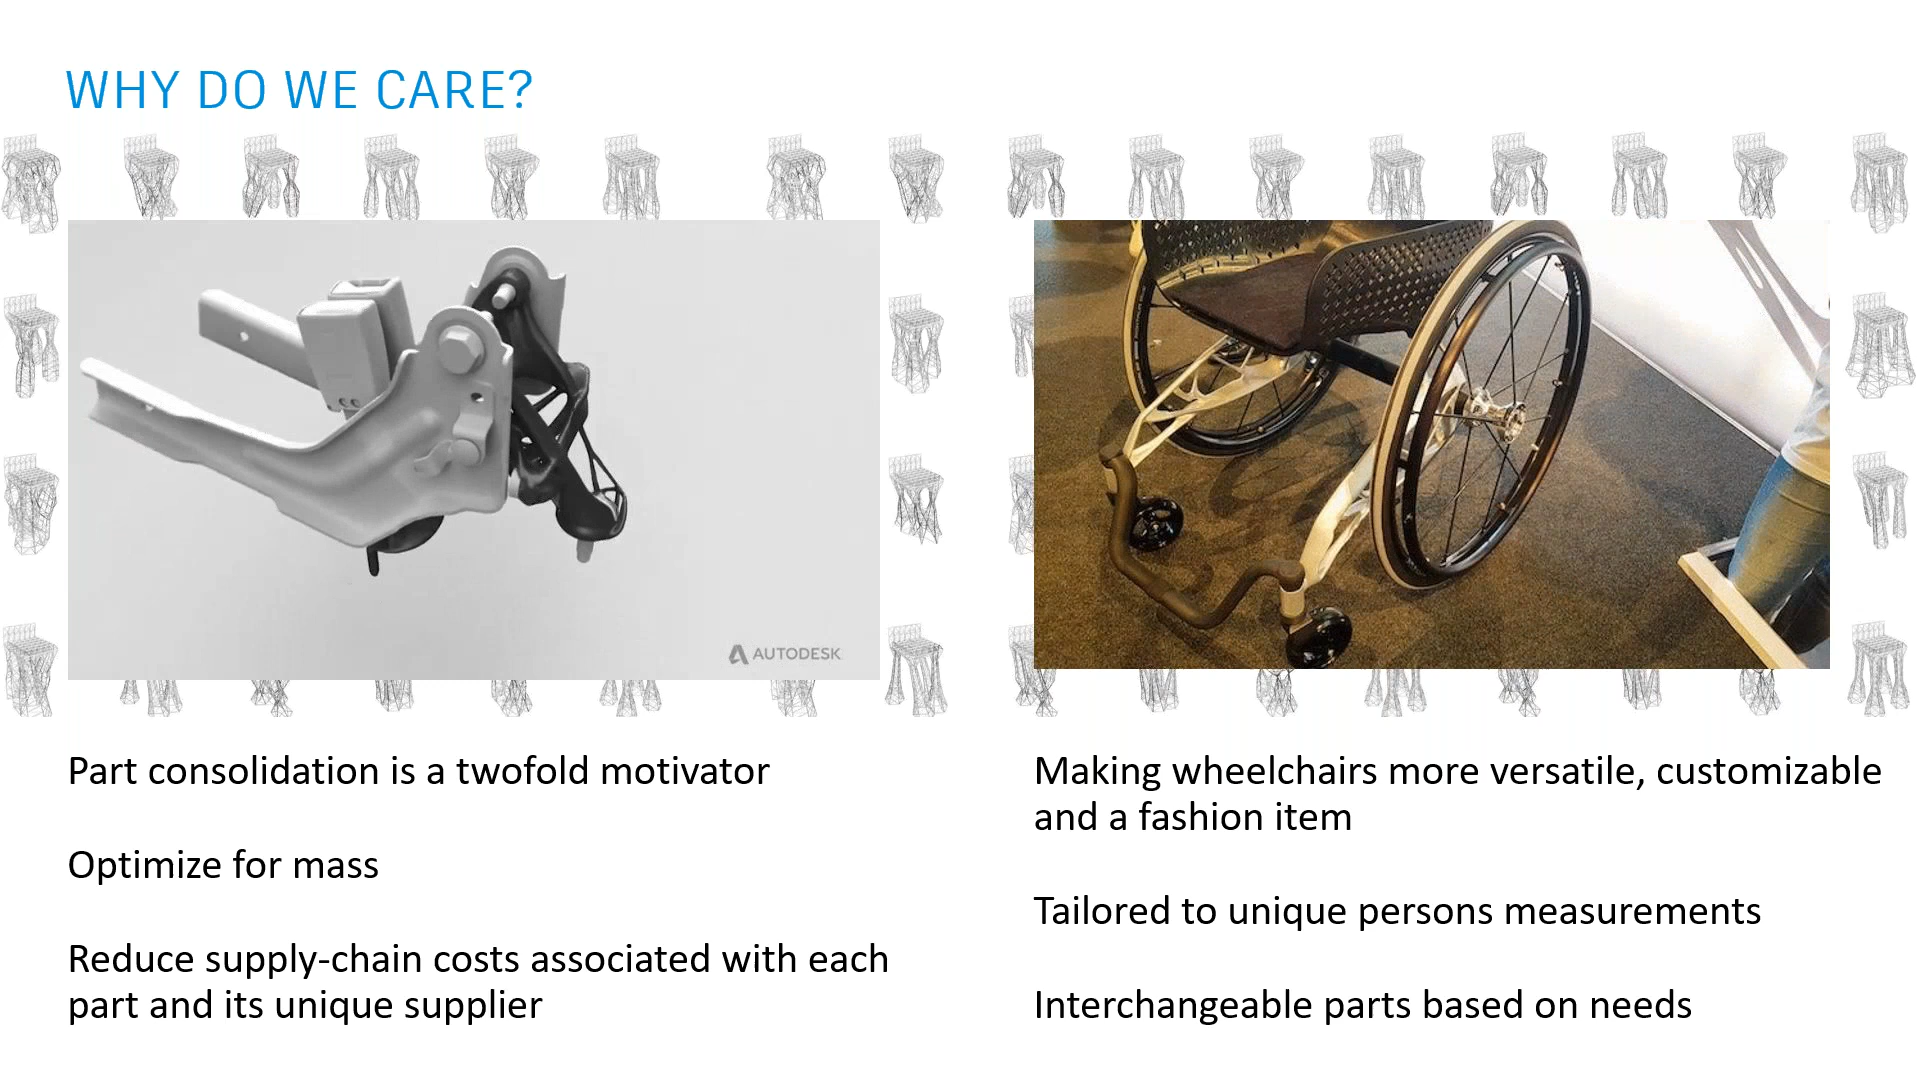 WHY DO WE CARE?
AUTODESK
Part consolidation is a twofold motivator
Optimize for mass
Reduce supply-chain costs associated with each
part and its unique supplier
Making wheelchairs more versatile, customizable
and a fashion item
Tailored to unique persons measurements
Interchangeable parts based on needs